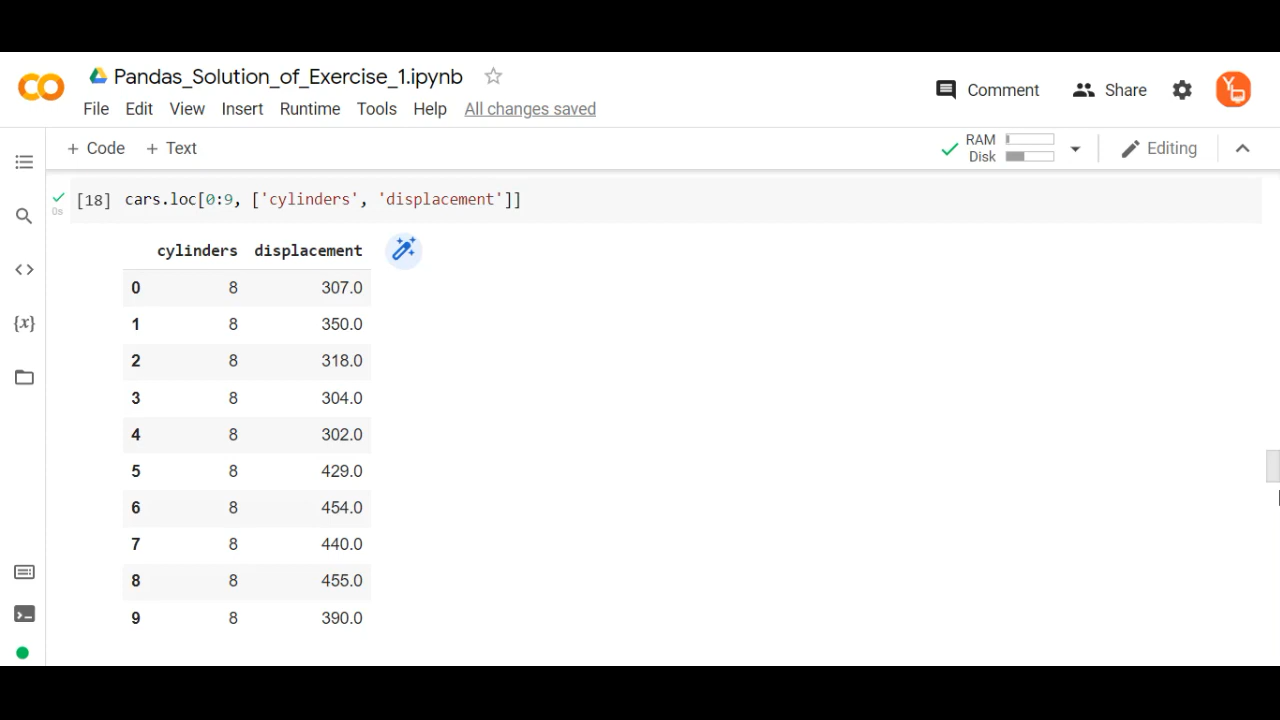 Pandas_Solution_of_Exercise_1.ipynb
Comment
Share
File Edit View Insert Runtime Tools Help All changes saved
+ Code + Text
RAM
Disk
Editing
[18] cars.loc[0:9, ['cylinders', 'displacement']]
0s
cylinders displacement
0 8 307.0
1 8 350.0
2 8 318.0
3 8 304.0
4 8 302.0
5 8 429.0
6 8 454.0
7 8 440.0
8 8 455.0
9 8 390.0
{x}